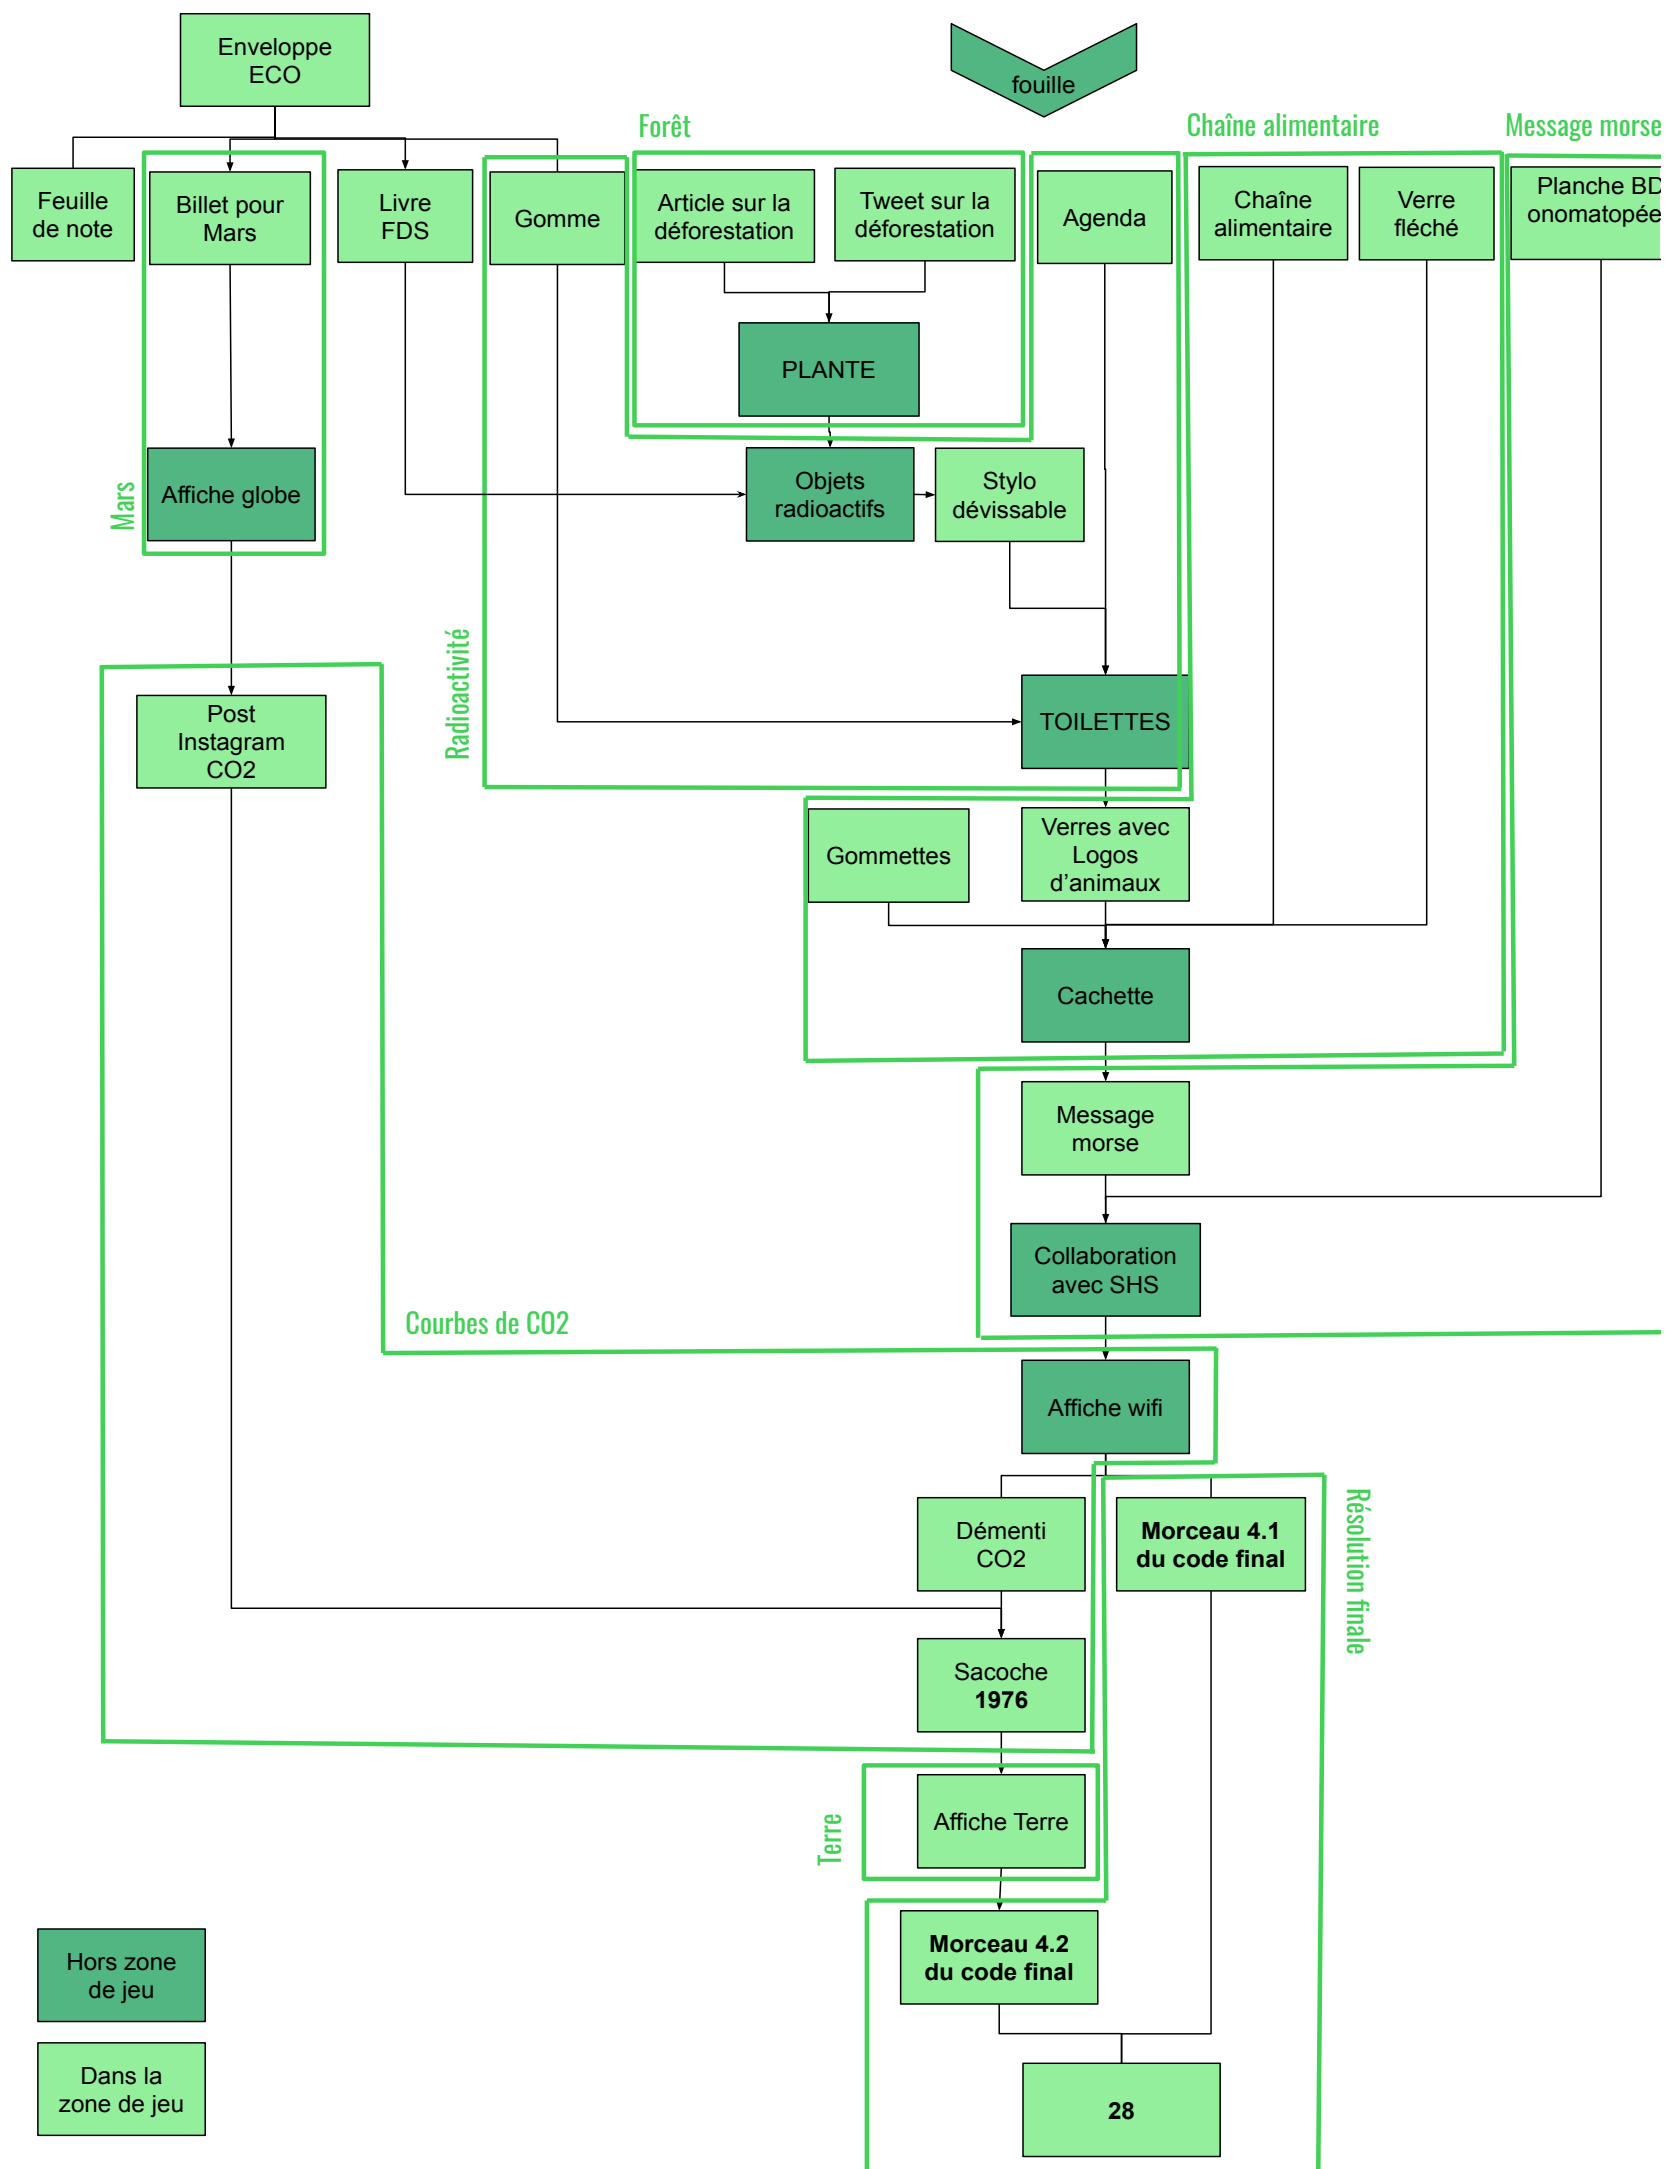 Enveloppe
ECO
fouille
Forêt
Chaîne alimentaire
Message morse
Feuille
de note
Billet pour
Mars
Livre
FDS
Gomme
Article sur la
déforestation
Tweet sur la
déforestation
Agenda
Chaîne
alimentaire
Verre
fléché
Planche BD
onomatopée
PLANTE
Mars
Affiche globe
Objets
radioactifs
Stylo
dévissable
Radioactivité
Post
Instagram
CO2
TOILETTES
Gommettes
Verres avec
Logos
d'animaux
Cachette
Message
morse
Collaboration
avec SHS
Courbes de CO2
Affiche wifi
Démenti
CO2
Morceau 4.1
du code final
Résolution finale
Sacoche
1976
Terre
Affiche Terre
Morceau 4.2
du code final
Hors zone
de jeu
Dans la
zone de jeu
28